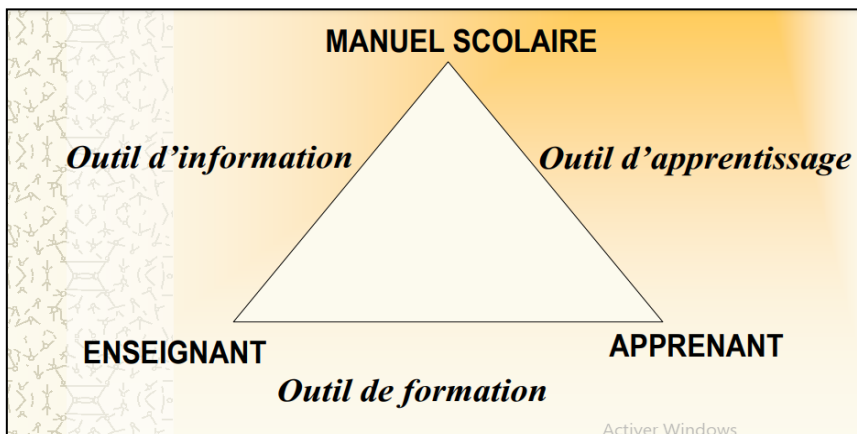 MANUEL SCOLAIRE
Outil d’information
Outil d’apprentissage
ENSEIGNANT
APPRENANT
Outil de formation
Activer Windows